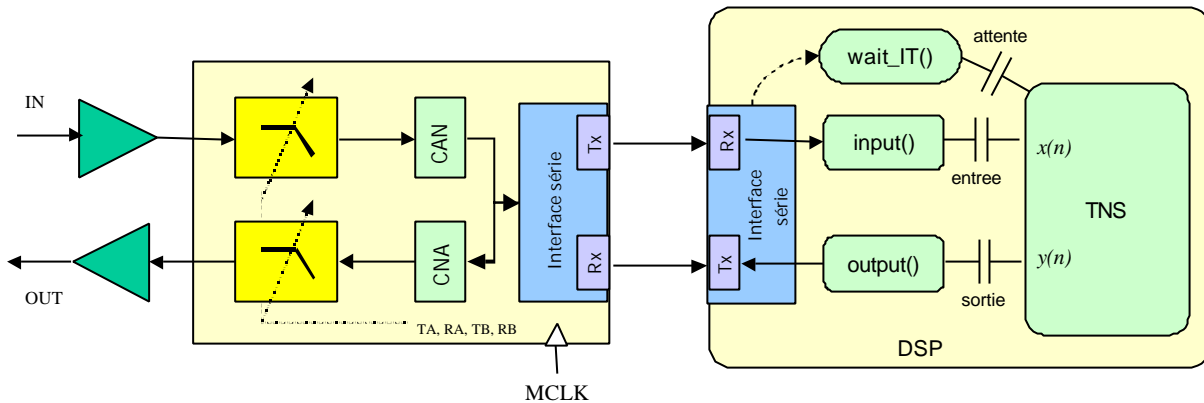 IN
OUT
CAN
CNA
TA, RA, TB, RB
Interface série
Tx
Rx
MCLK
Rx
Tx
Interface
série
wait_IT()
attente
input()
entree
x(n)
TNS
output()
sortie
y(n)
DSP